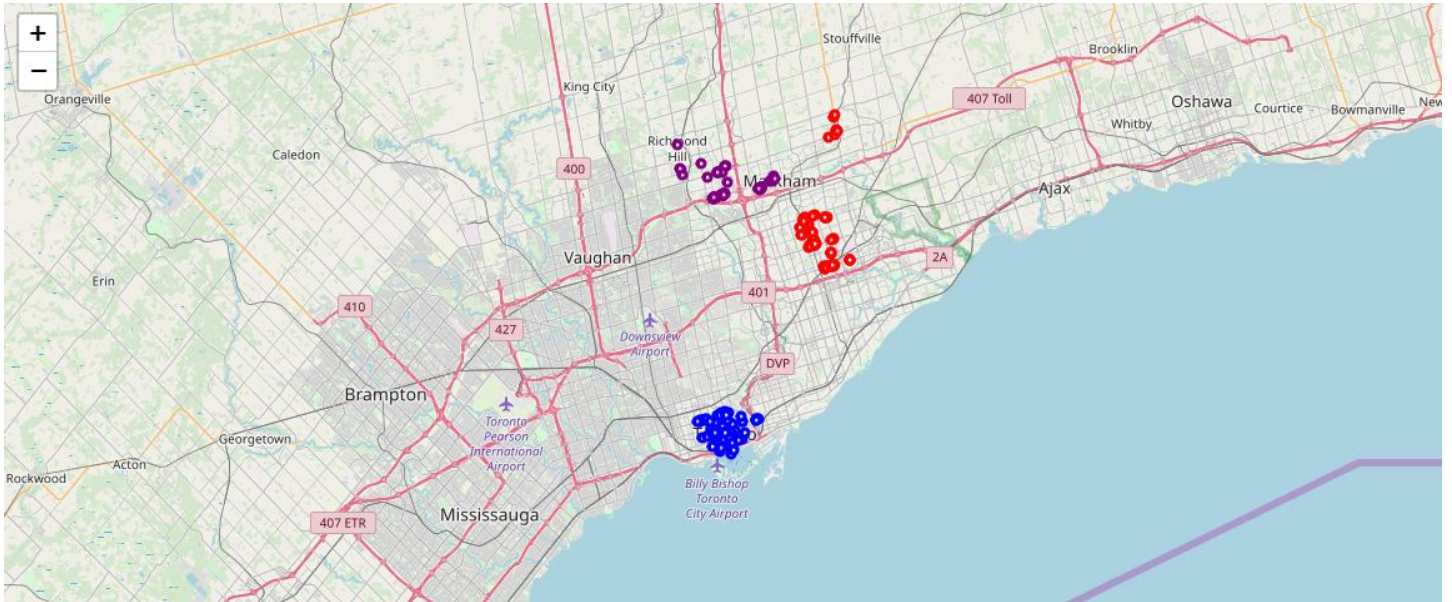 +
−
Stouffville
Brooklin
King City
Orangeville
407 Toll
Oshawa
Courtice
Bowmanville
New
Whitby
Richmond
Hill
Caledon
400
Markham
Ajax
Vaughan
2A
Erin
401
410
427
Downsview
Airport
DVP
Brampton
Toronto
Pearson
International
Airport
Georgetown
Acton
Rockwood
Billy Bishop
Toronto
City Airport
Mississauga
407 ETR